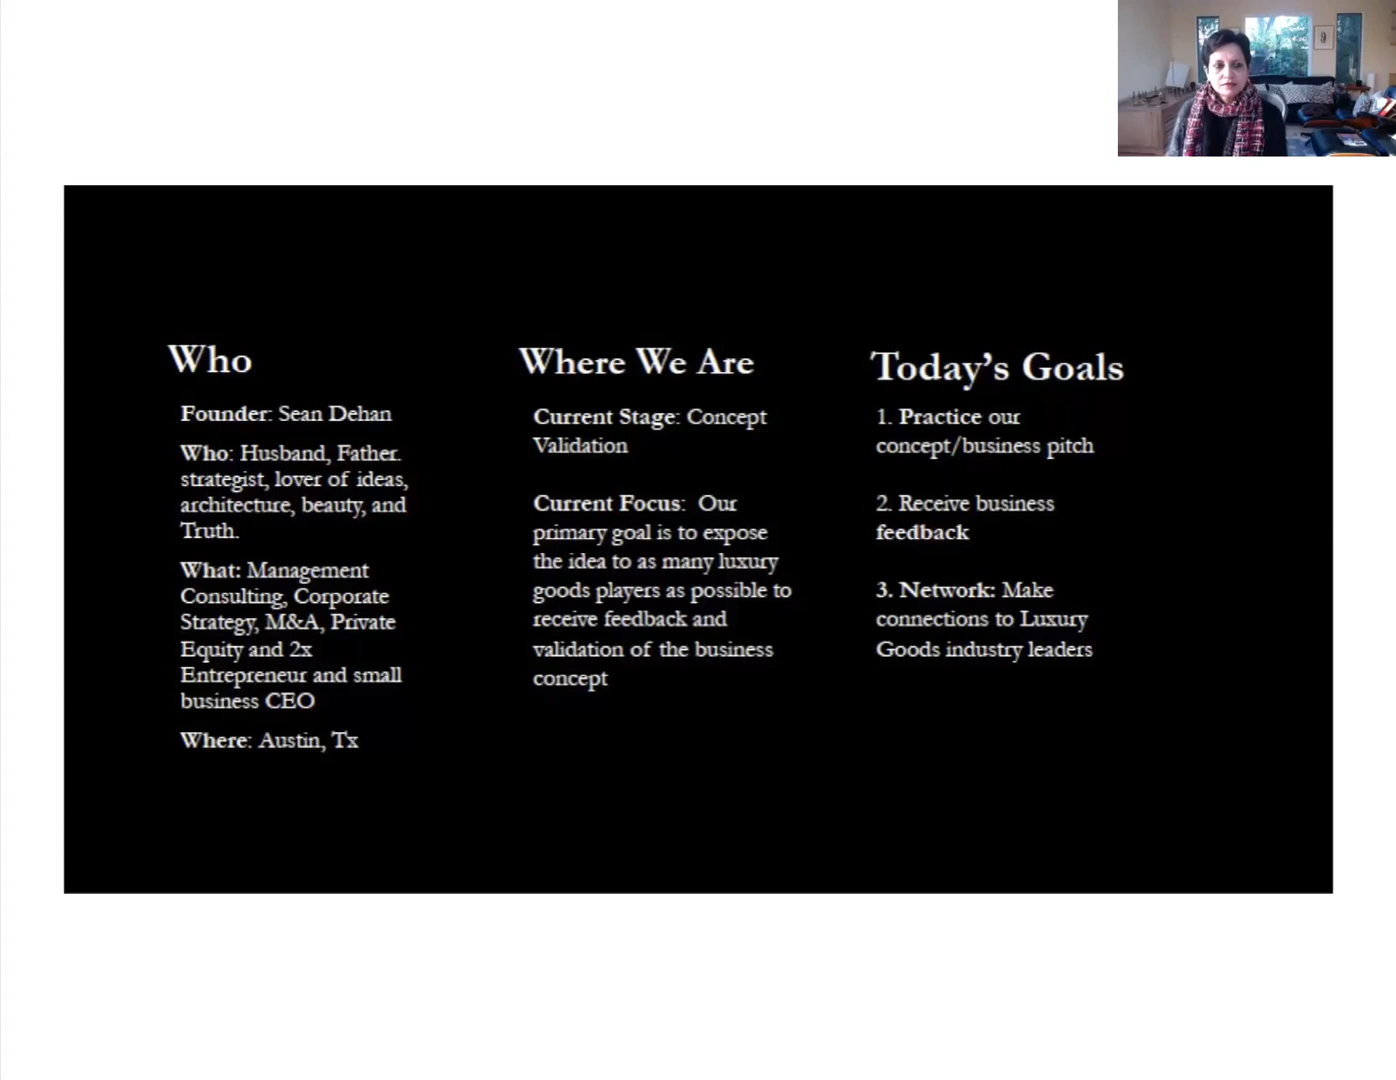 Who
Founder: Sean Dehan
Who: Husband, Father.
strategist, lover of ideas,
architecture, beauty, and
Truth.
What: Management
Consulting, Corporate
Strategy, M&A, Private
Equity and 2x
Entrepreneur and small
business CEO
Where: Austin, Tx
Where We Are
Current Stage: Concept
Validation
Current Focus: Our
primary goal is to expose
the idea to as many luxury
goods players as possible to
receive feedback and
validation of the business
concept
Today's Goals
1. Practice our
concept/business pitch
2. Receive business
feedback
3. Network: Make
connections to Luxury
Goods industry leaders